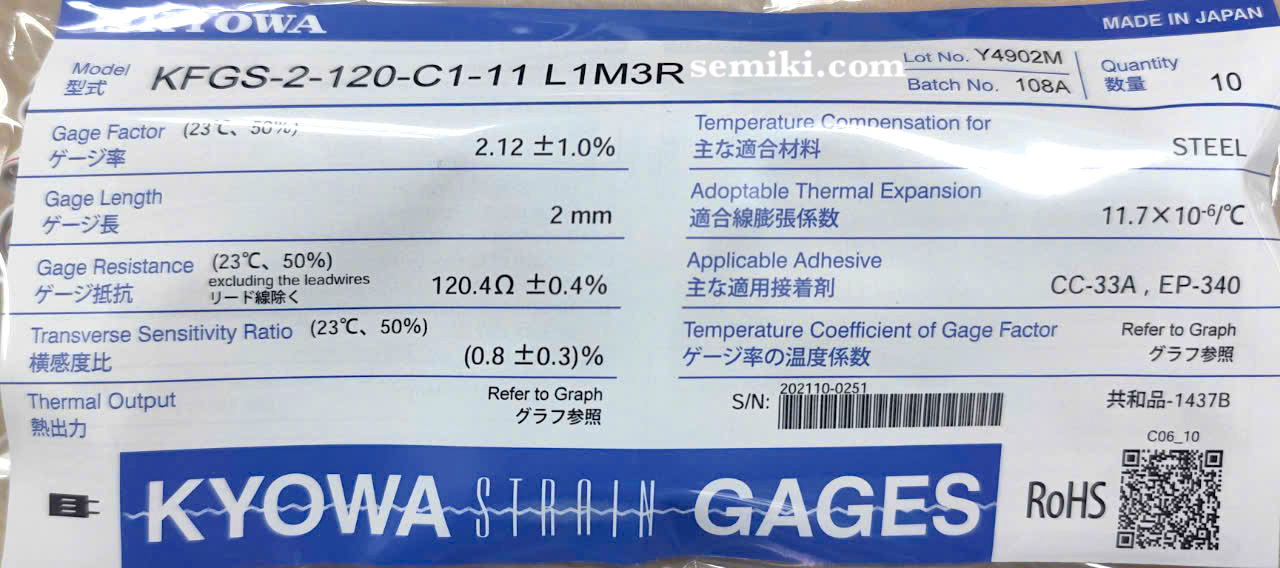 KYOWA
MADE IN JAPAN
Model KFGS-2-120-C1-11 L1M3R
型式
semiki.com
Lot No. Y4902M
Batch No. 108A
Quantity 10
数量
Gage Factor (23℃、50%)
ゲージ率 2.12 ±1.0%
Gage Length
ゲージ長 2 mm
Gage Resistance (23℃、50%)
excluding the leadwires
ゲージ抵抗 リード線除く 120.4Ω ±0.4%
Transverse Sensitivity Ratio (23℃、50%)
横感度比 (0.8 ±0.3)%
Thermal Output Refer to Graph
熱出力 グラフ参照
Temperature Compensation for
主な適合材料 STEEL
Adoptable Thermal Expansion
適合線膨張係数 11.7×10⁻⁶/℃
Applicable Adhesive
主な適用接着剤 CC-33A , EP-340
Temperature Coefficient of Gage Factor Refer to Graph
ゲージ率の温度係数 グラフ参照
202110-0251
S/N:
共和品-1437B
C06_10
RoHS
KYOWA STRAIN GAGES